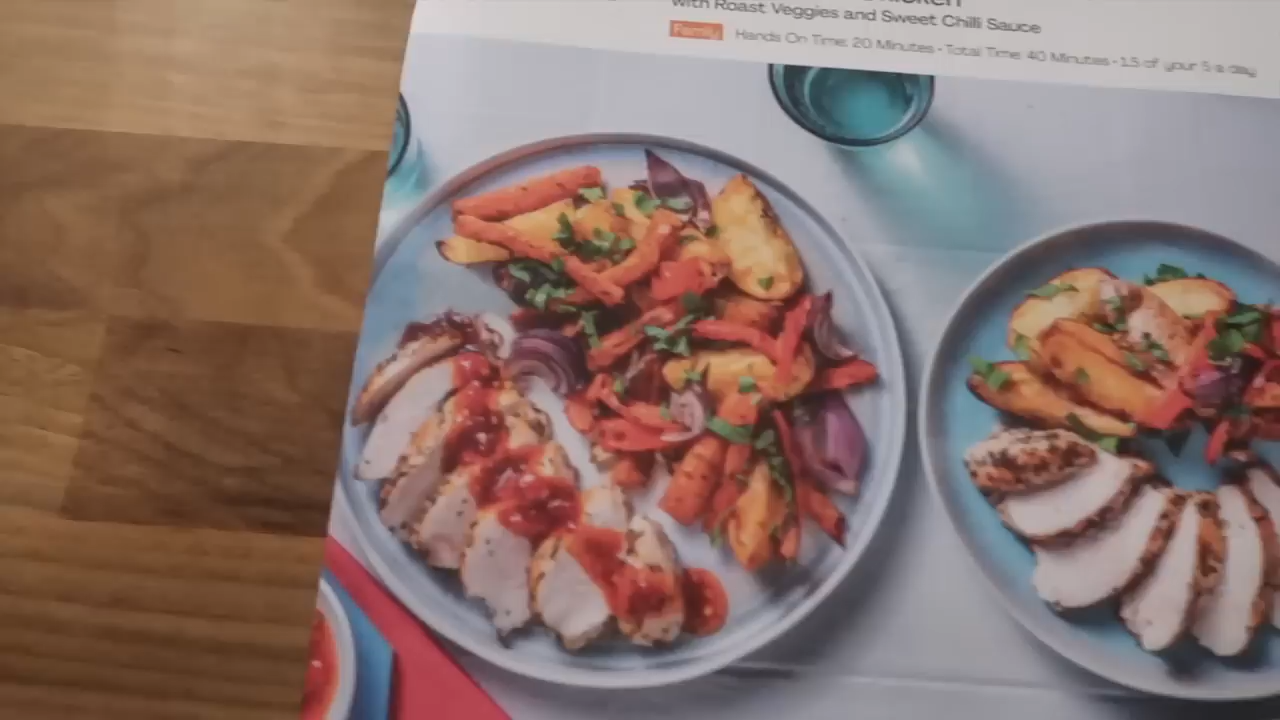 with Roast Veggies and Sweet Chilli Sauce
Family Hands On Time: 20 Minutes • Total Time: 40 Minutes • 1.5 of your 5 a day